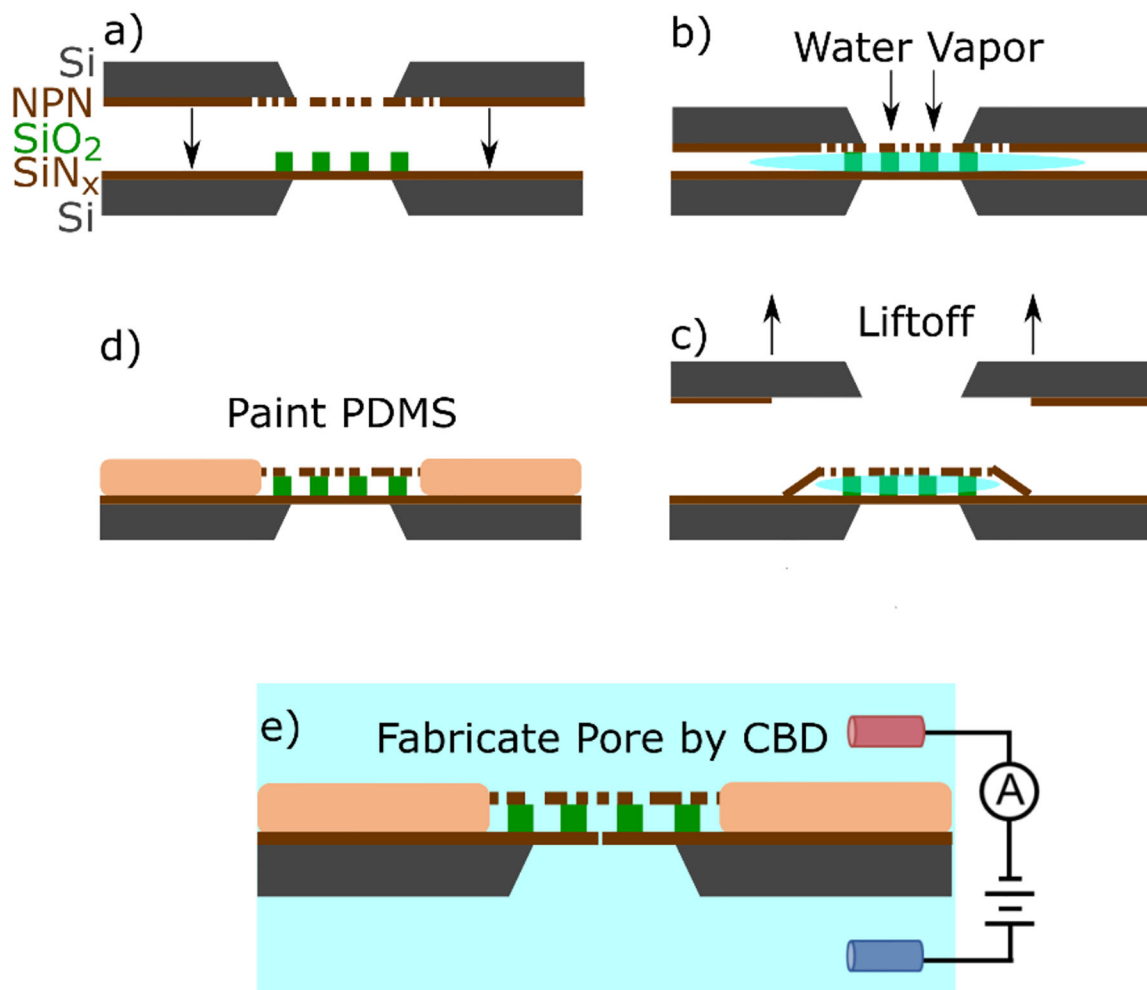 a)
Si
NPN
SiO₂
SiNₓ
Si
b)
Water Vapor
d)
Paint PDMS
c)
Liftoff
e)
Fabricate Pore by CBD
A